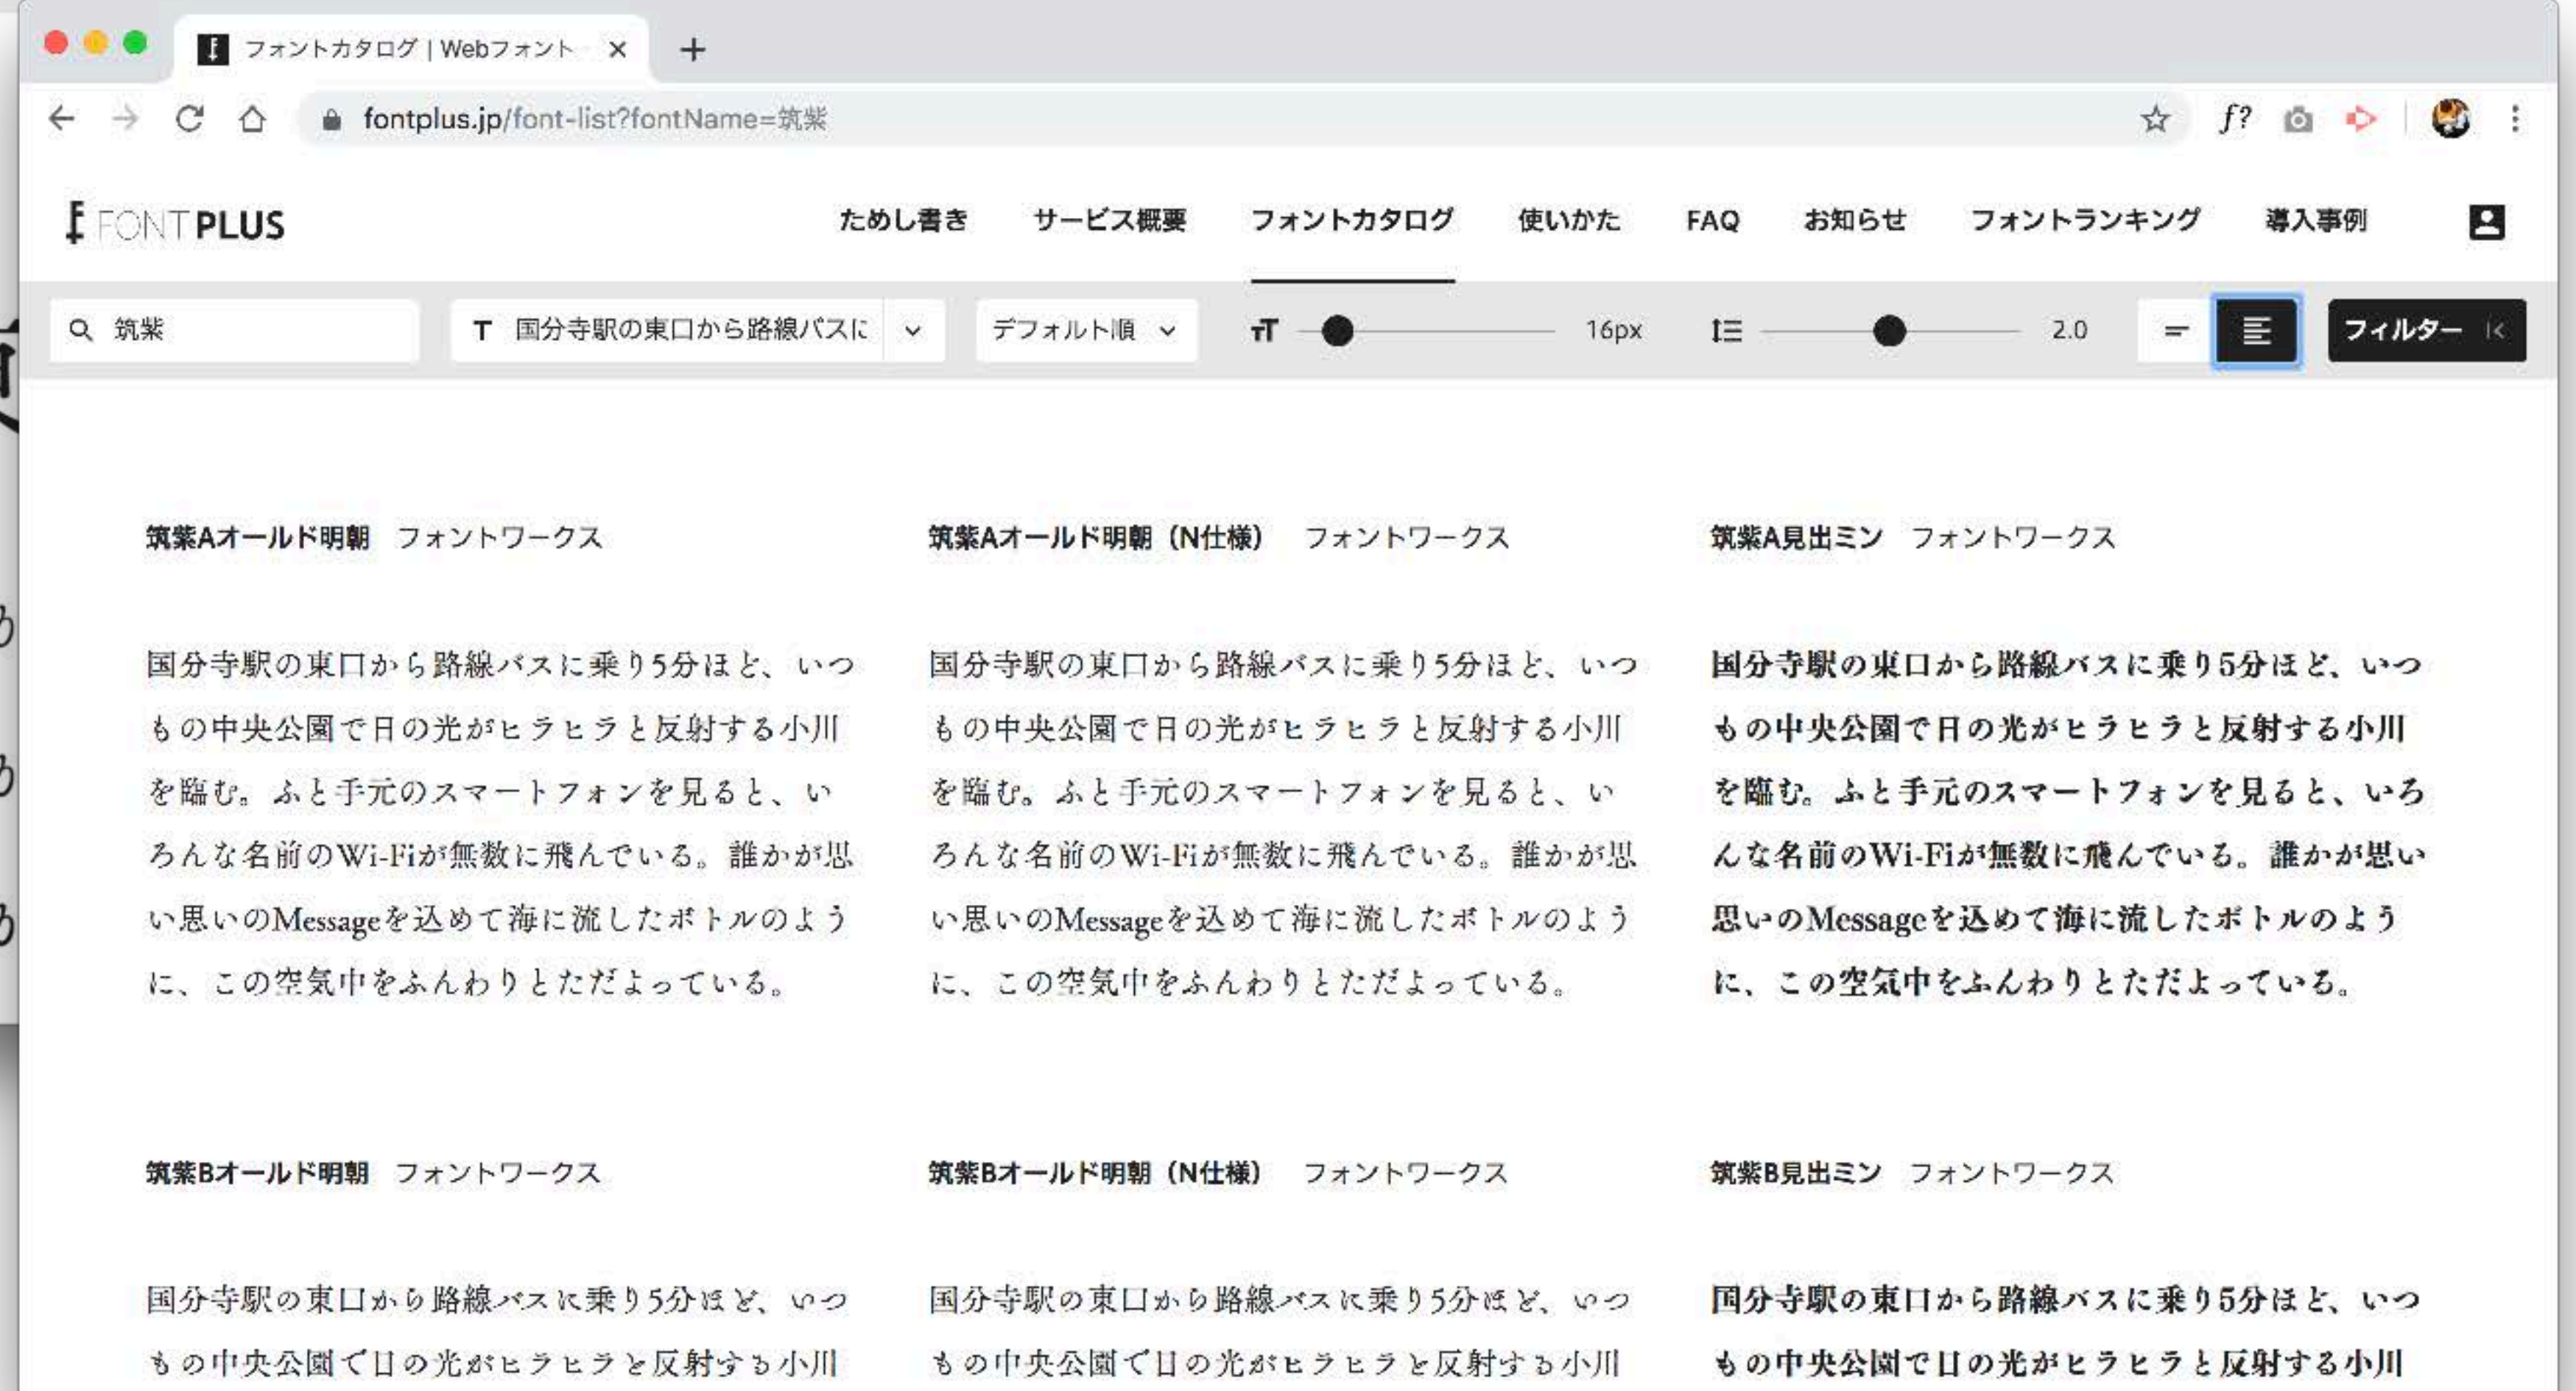 フォントカタログ | Webフォント
fontplus.jp/font-list?fontName=筑紫
f?
FONTPLUS
ためし書き サービス概要 フォントカタログ 使いかた FAQ お知らせ フォントランキング 導入事例
筑紫 T 国分寺駅の東口から路線バスに デフォルト順 16px 2.0 フィルター
筑紫Aオールド明朝 フォントワークス
国分寺駅の東口から路線バスに乗り5分ほど、いつ
もの中央公園で日の光がヒラヒラと反射する小川
を臨む。ふと手元のスマートフォンを見ると、い
ろんな名前のWi-Fiが無数に飛んでいる。誰かが思
い思いのMessageを込めて海に流したボトルのよう
に、この空気中をふんわりとただよっている。
筑紫Aオールド明朝（N仕様） フォントワークス
国分寺駅の東口から路線バスに乗り5分ほど、いつ
もの中央公園で日の光がヒラヒラと反射する小川
を臨む。ふと手元のスマートフォンを見ると、い
ろんな名前のWi-Fiが無数に飛んでいる。誰かが思
い思いのMessageを込めて海に流したボトルのよう
に、この空気中をふんわりとただよっている。
筑紫A見出ミン フォントワークス
国分寺駅の東口から路線バスに乗り5分ほど、いつ
もの中央公園で日の光がヒラヒラと反射する小川
を臨む。ふと手元のスマートフォンを見ると、いろ
んな名前のWi-Fiが無数に飛んでいる。誰かが思い
思いのMessageを込めて海に流したボトルのよう
に、この空気中をふんわりとただよっている。
筑紫Bオールド明朝 フォントワークス
国分寺駅の東口から路線バスに乗り5分ほど、いつ
もの中央公園で日の光がヒラヒラと反射する小川
筑紫Bオールド明朝（N仕様） フォントワークス
国分寺駅の東口から路線バスに乗り5分ほど、いつ
もの中央公園で日の光がヒラヒラと反射する小川
筑紫B見出ミン フォントワークス
国分寺駅の東口から路線バスに乗り5分ほど、いつ
もの中央公園で日の光がヒラヒラと反射する小川